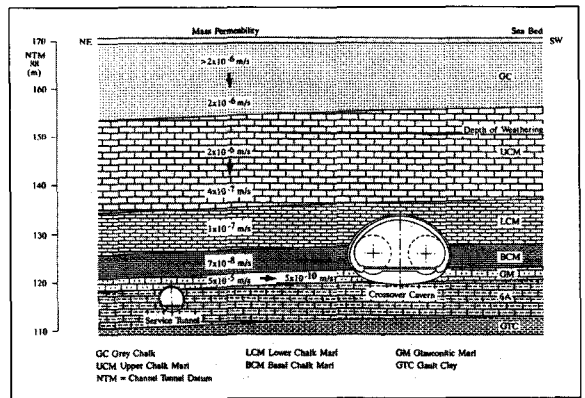 Mass Permeability Sea Bed
170 NE SW
NTM
(m)
>2x10⁻⁶ m/s
GC
160
2x10⁻⁶ m/s
Depth of Weathering
150
2x10⁻⁶ m/s UCM
140
4x10⁻⁷ m/s
1x10⁻⁷ m/s LCM
130
7x10⁻⁸ m/s BCM
5x10⁻⁵ 5x10⁻¹⁰ m/s GM
120
Crossover Cavern 6A
Service Tunnel
110 GTC
GC Grey Chalk LCM Lower Chalk Marl GM Glauconitic Marl
UCM Upper Chalk Marl BCM Basal Chalk Marl GTC Gault Clay
NTM = Channel Tunnel Datum